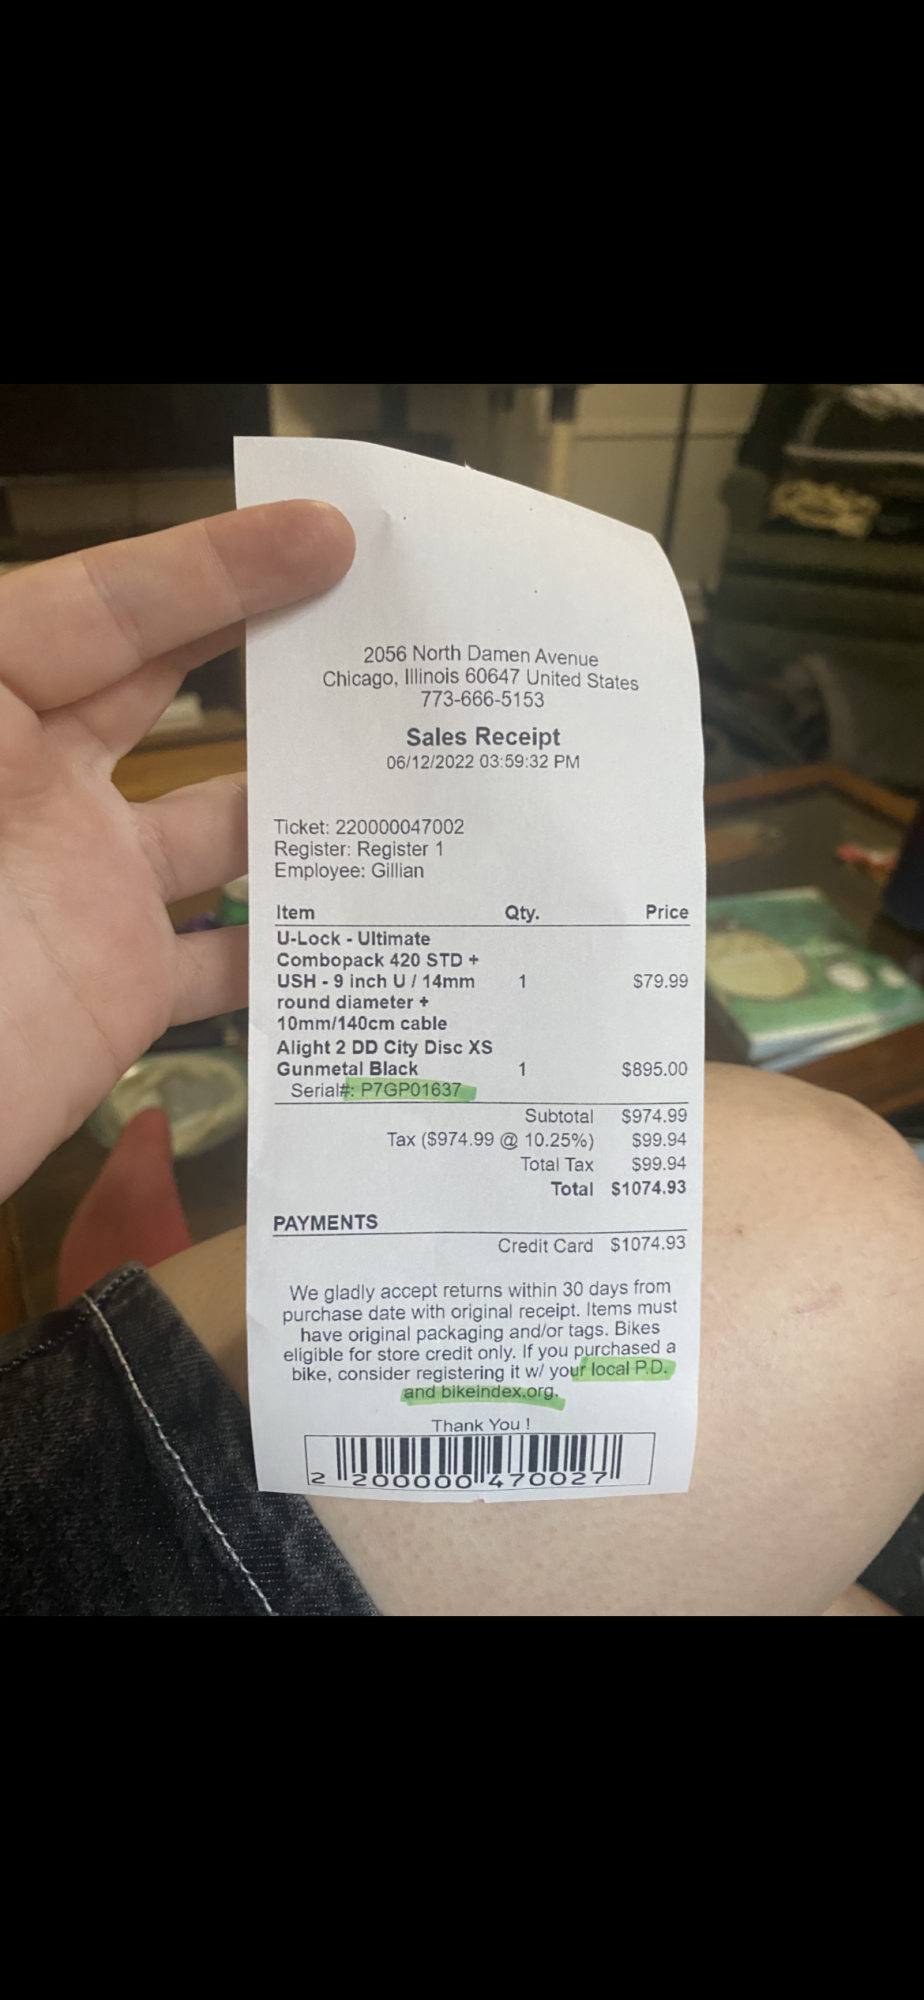 2056 North Damen Avenue
Chicago, Illinois 60647 United States
773-666-5153
Sales Receipt
06/12/2022 03:59:32 PM
Ticket: 220000047002
Register: Register 1
Employee: Gillian
Item Qty. Price
U-Lock - Ultimate
Combopack 420 STD +
USH - 9 inch U / 14mm 1 $79.99
round diameter +
10mm/140cm cable
Alight 2 DD City Disc XS
Gunmetal Black 1 $895.00
Serial#: P7GP01637
Subtotal $974.99
Tax ($974.99 @ 10.25%) $99.94
Total Tax $99.94
Total $1074.93
PAYMENTS
Credit Card $1074.93
We gladly accept returns within 30 days from
purchase date with original receipt. Items must
have original packaging and/or tags. Bikes
eligible for store credit only. If you purchased a
bike, consider registering it w/ your local P.D.
and bikeindex.org.
Thank You !
2 200000 470027